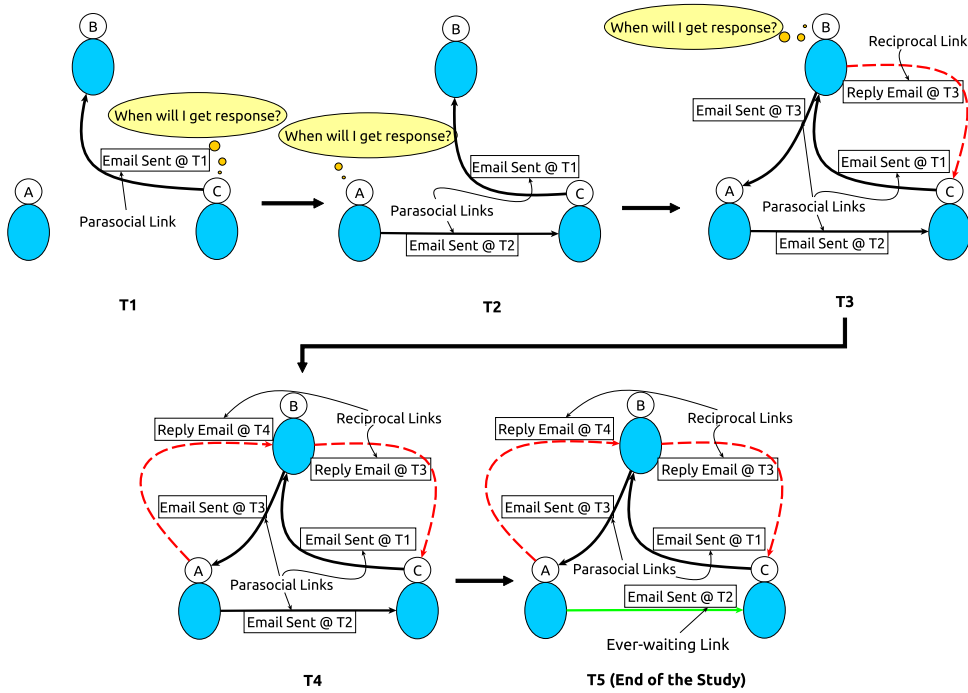 B
When will I get response?
Email Sent @ T1
A
C
Parasocial Link
T1
B
When will I get response?
Email Sent @ T1
A
C
Parasocial Links
Email Sent @ T2
T2
When will I get response?
B
Reciprocal Link
Reply Email @ T3
Email Sent @ T3
Email Sent @ T1
A
C
Parasocial Links
Email Sent @ T2
T3
B
Reciprocal Links
Reply Email @ T4
Reply Email @ T3
Email Sent @ T3
Email Sent @ T1
A
C
Parasocial Links
Email Sent @ T2
T4
B
Reciprocal Links
Reply Email @ T4
Reply Email @ T3
Email Sent @ T3
Email Sent @ T1
A
C
Parasocial Links
Email Sent @ T2
Ever-waiting Link
T5 (End of the Study)